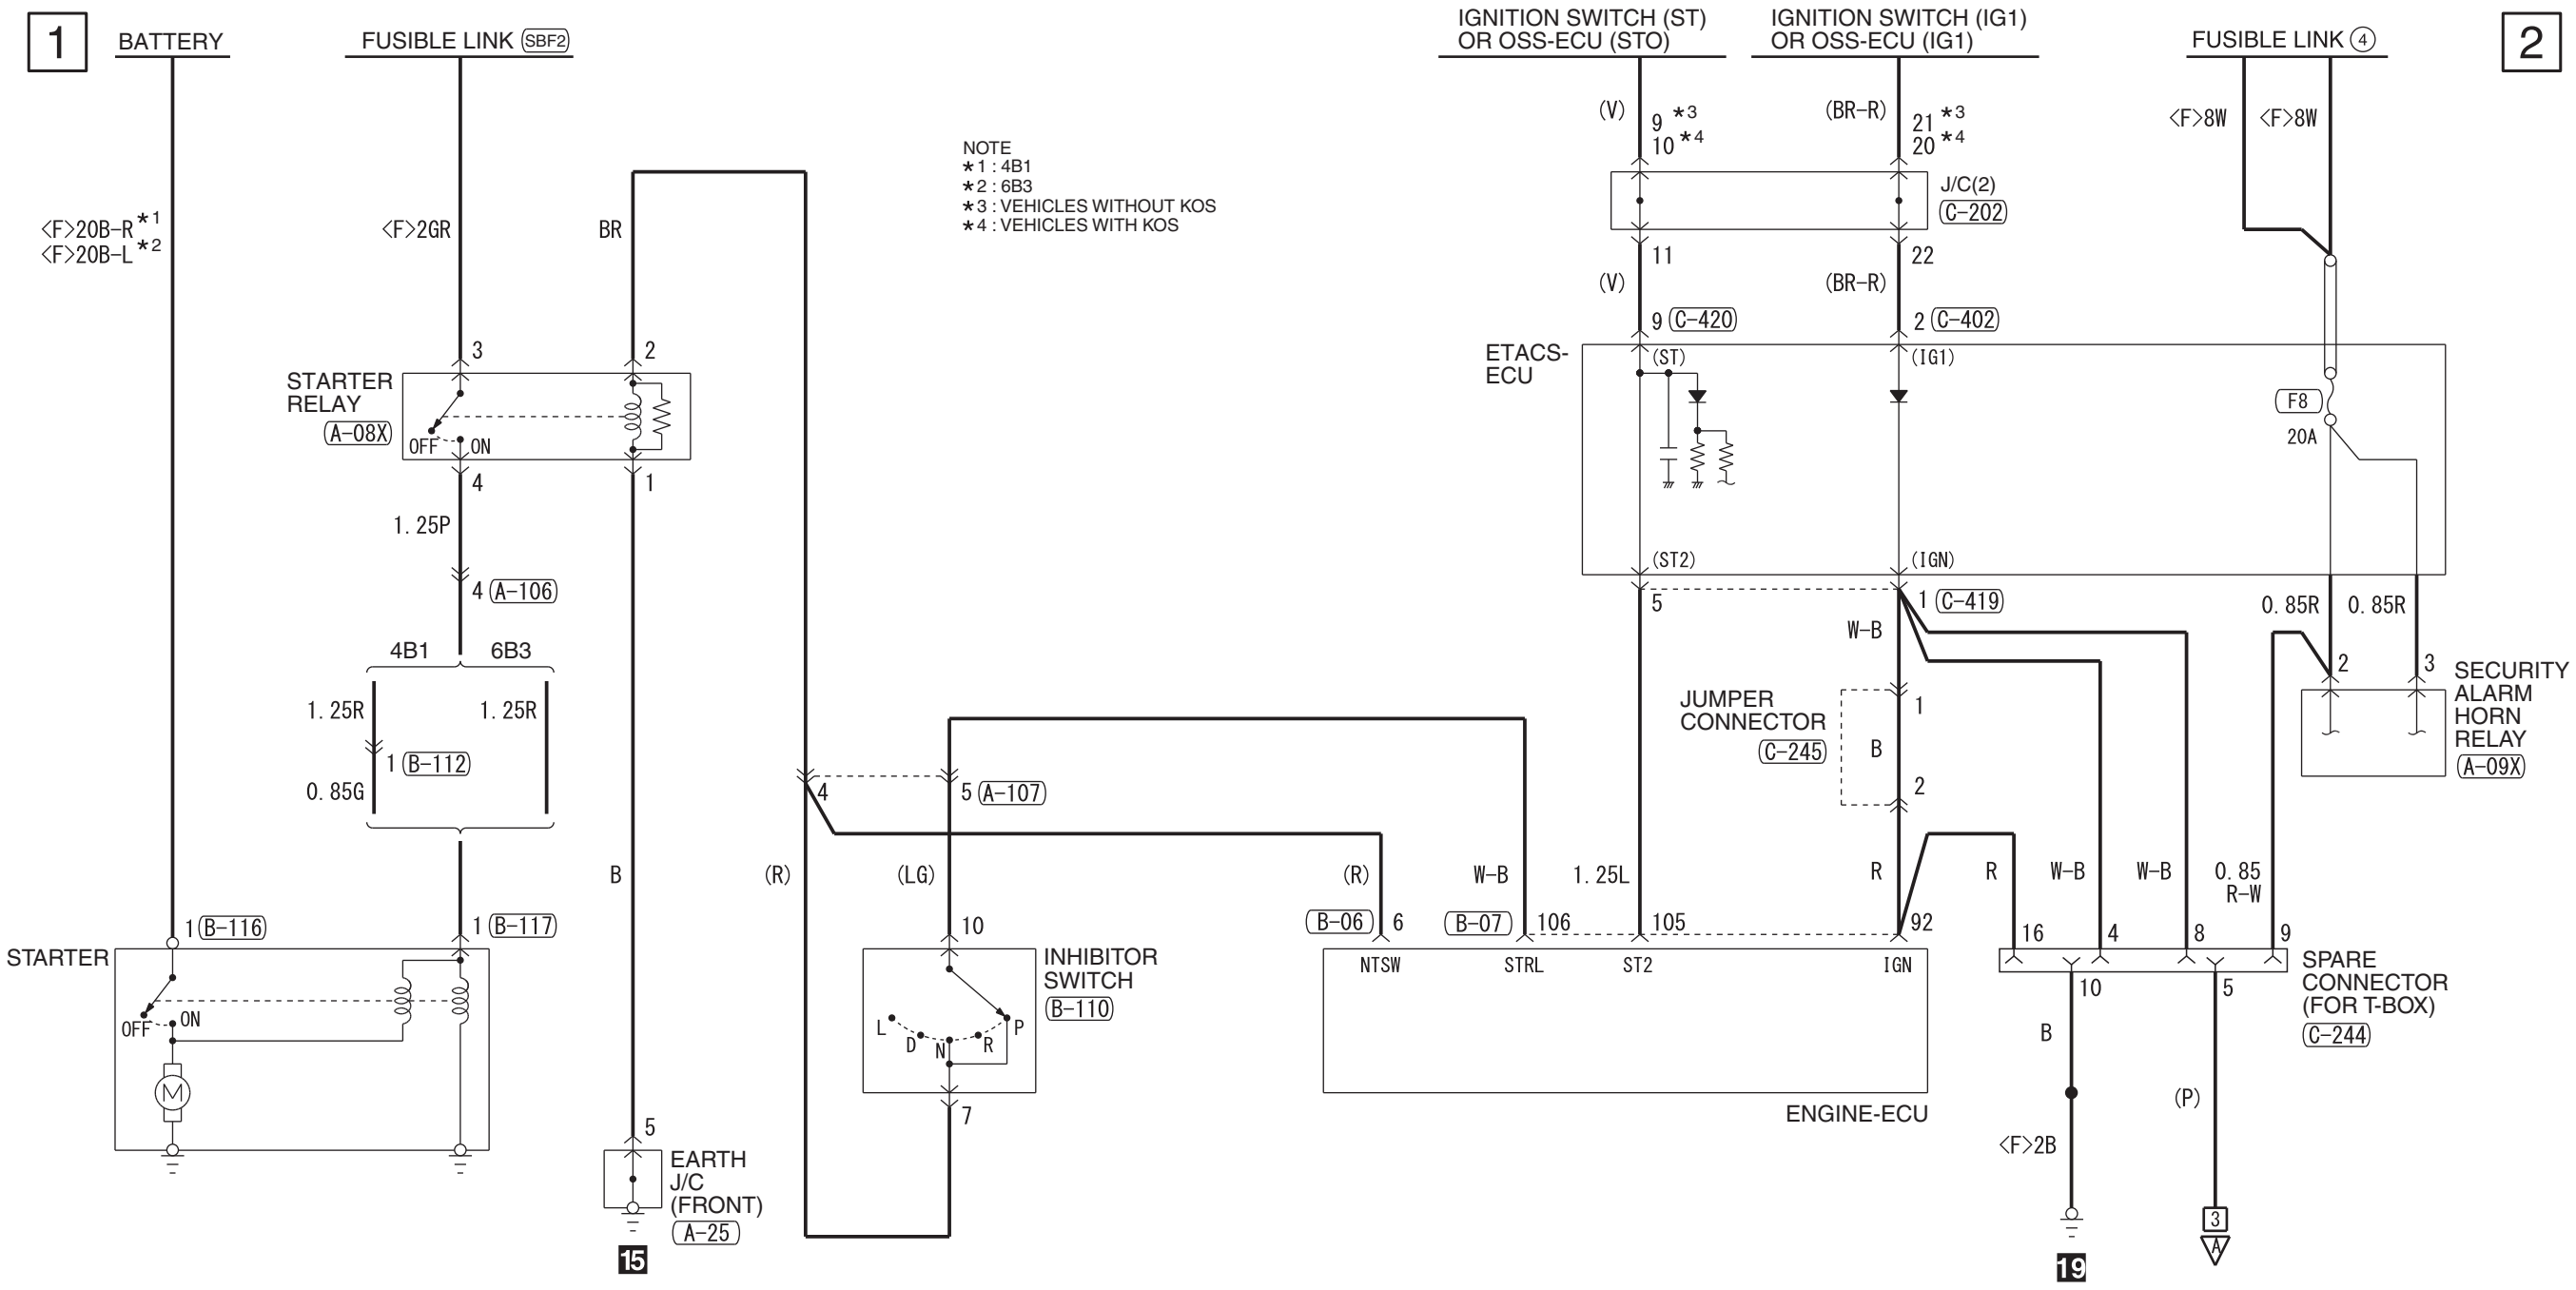 1
BATTERY
FUSIBLE LINK SBF2
IGNITION SWITCH (ST)
OR OSS-ECU (STO)
IGNITION SWITCH (IG1)
OR OSS-ECU (IG1)
FUSIBLE LINK 4
2
(V)
9 *3
10 *4
(BR-R)
21 *3
20 *4
<F>8W
<F>8W
NOTE
*1 : 4B1
*2 : 6B3
*3 : VEHICLES WITHOUT KOS
*4 : VEHICLES WITH KOS
J/C(2)
C-202
<F>20B-R *1
<F>20B-L *2
<F>2GR
BR
11
22
(V)
(BR-R)
9 C-420
2 C-402
3
2
ETACS-
ECU
(ST)
(IG1)
STARTER
RELAY
A-08X
OFF
ON
F8
20A
4
1
1.25P
(ST2)
(IGN)
4 A-106
5
1 C-419
0.85R
0.85R
W-B
4B1
6B3
2
3
SECURITY
ALARM
HORN
RELAY
A-09X
1.25R
1.25R
JUMPER
CONNECTOR
C-245
1
B
2
1 B-112
0.85G
4
5 A-107
B
(R)
(LG)
(R)
W-B
1.25L
R
R
W-B
W-B
0.85
R-W
1 B-116
1 B-117
10
B-06 6
B-07 106
105
92
16
4
8
9
STARTER
INHIBITOR
SWITCH
B-110
NTSW
STRL
ST2
IGN
SPARE
CONNECTOR
(FOR T-BOX)
C-244
10
5
OFF
ON
L
D
N
R
P
B
M
(P)
7
ENGINE-ECU
5
<F>2B
EARTH
J/C
(FRONT)
A-25
15
3
A
19